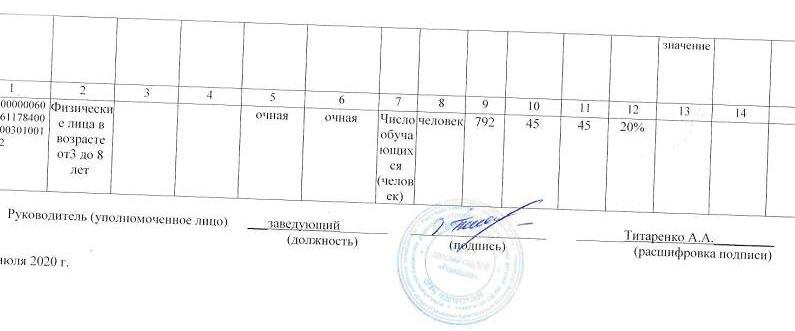 значение
1 2 3 4 5 6 7 8 9 10 11 12 13 14
00000060 Физически очная очная Число человек 792 45 45 20%
61178400 е лица в обуча
00301001 возрасте ющих
2 от3 до 8 ся
лет (челов
ек)
Руководитель (уполномоченное лицо) заведующий Титаренко А.А.
(должность) (подпись) (расшифровка подписи)
июля 2020 г.